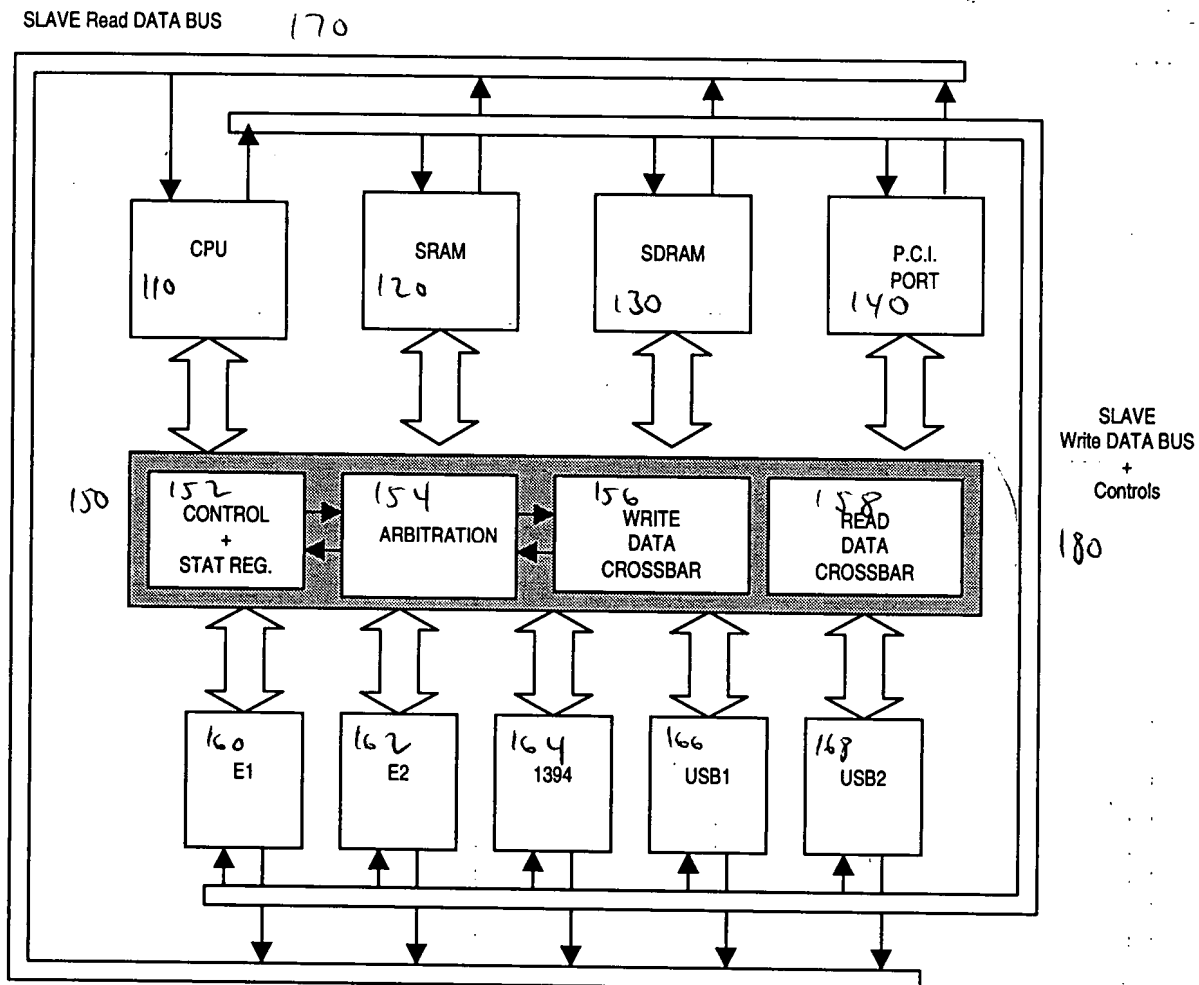 SLAVE Read DATA BUS 170
CPU
110
SRAM
120
SDRAM
130
P.C.I.
PORT
140
SLAVE
Write DATA BUS
+
Controls
180
150
152
CONTROL
+
STAT REG.
154
ARBITRATION
156
WRITE
DATA
CROSSBAR
158
READ
DATA
CROSSBAR
160
E1
162
E2
164
1394
166
USB1
168
USB2